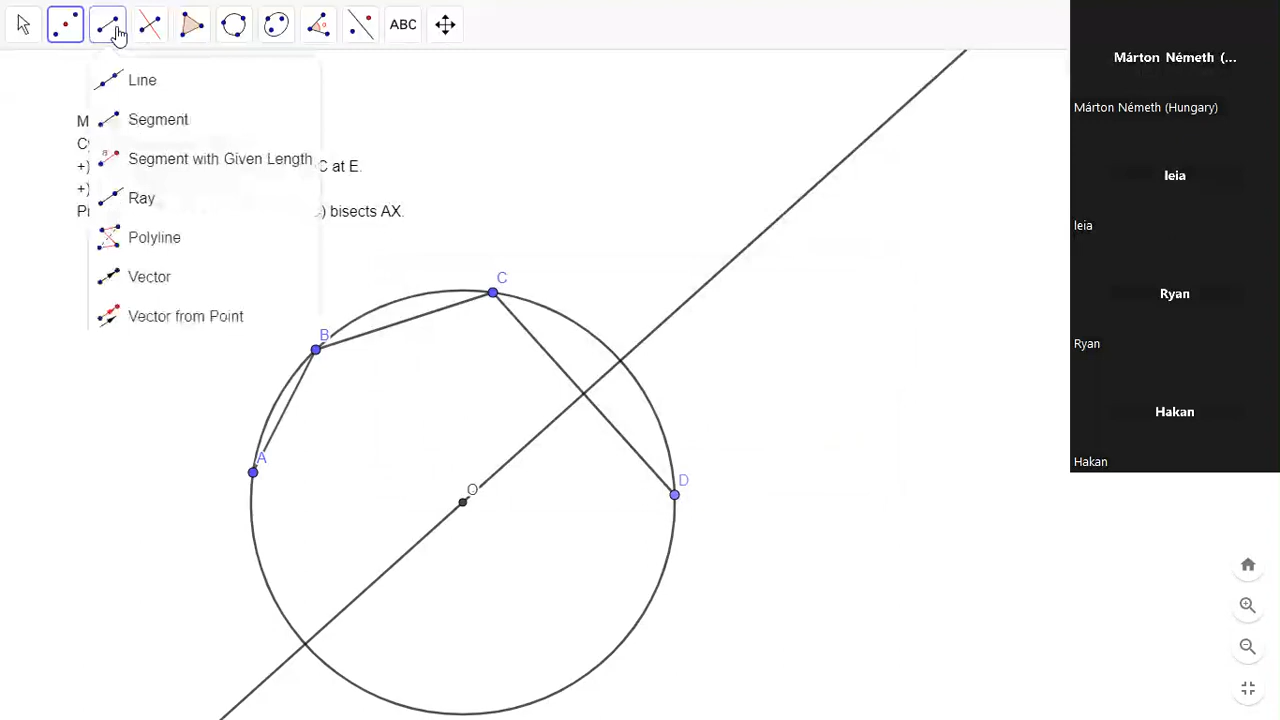 ABC
Line
Segment
Segment with Given Length
Ray
Polyline
Vector
Vector from Point
M
C at E.
+)
+)
) bisects AX.
C
B
A
O
D
Márton Németh (...
Márton Németh (Hungary)
leia
leia
Ryan
Ryan
Hakan
Hakan